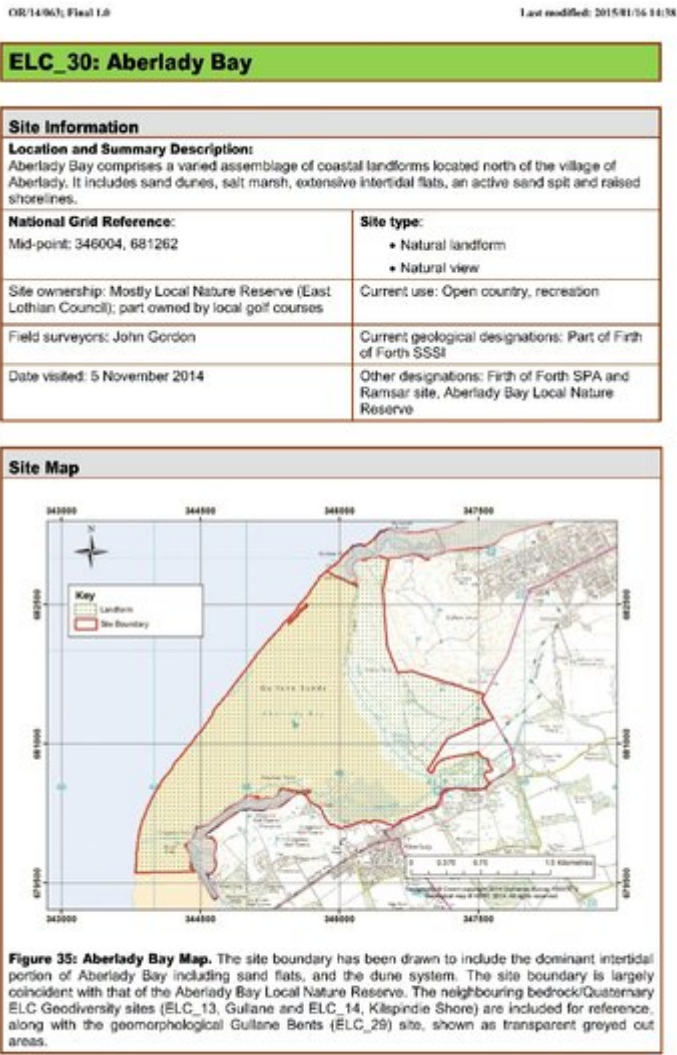 OR/14/063; Final 1.0
Last modified: 2015/01/16 14:38
ELC_30: Aberlady Bay
Site Information
Location and Summary Description:
Aberlady Bay comprises a varied assemblage of coastal landforms located north of the village of
Aberlady. It includes sand dunes, salt marsh, extensive intertidal flats, an active sand spit and raised
shorelines.
National Grid Reference:
Mid-point: 346004, 681262
Site type:
• Natural landform
• Natural view
Site ownership: Mostly Local Nature Reserve (East
Lothian Council); part owned by local golf courses
Current use: Open country, recreation
Field surveyors: John Gordon
Current geological designations: Part of Firth
of Forth SSSI
Date visited: 5 November 2014
Other designations: Firth of Forth SPA and
Ramsar site, Aberlady Bay Local Nature
Reserve
Site Map
343000 344500 346000 347500
N
Key
Landform
Site Boundary
682500 682500
Gullane Sands
681000 681000
Aberlady
0 0.375 0.75 1.5 Kilometres
679500 679500
343000 344500 346000 347500
Figure 35: Aberlady Bay Map. The site boundary has been drawn to include the dominant intertidal
portion of Aberlady Bay including sand flats, and the dune system. The site boundary is largely
coincident with that of the Aberlady Bay Local Nature Reserve. The neighbouring bedrock/Quaternary
ELC Geodiversity sites (ELC_13, Gullane and ELC_14, Kilspindie Shore) are included for reference,
along with the geomorphological Gullane Bents (ELC_29) site, shown as transparent greyed out
areas.